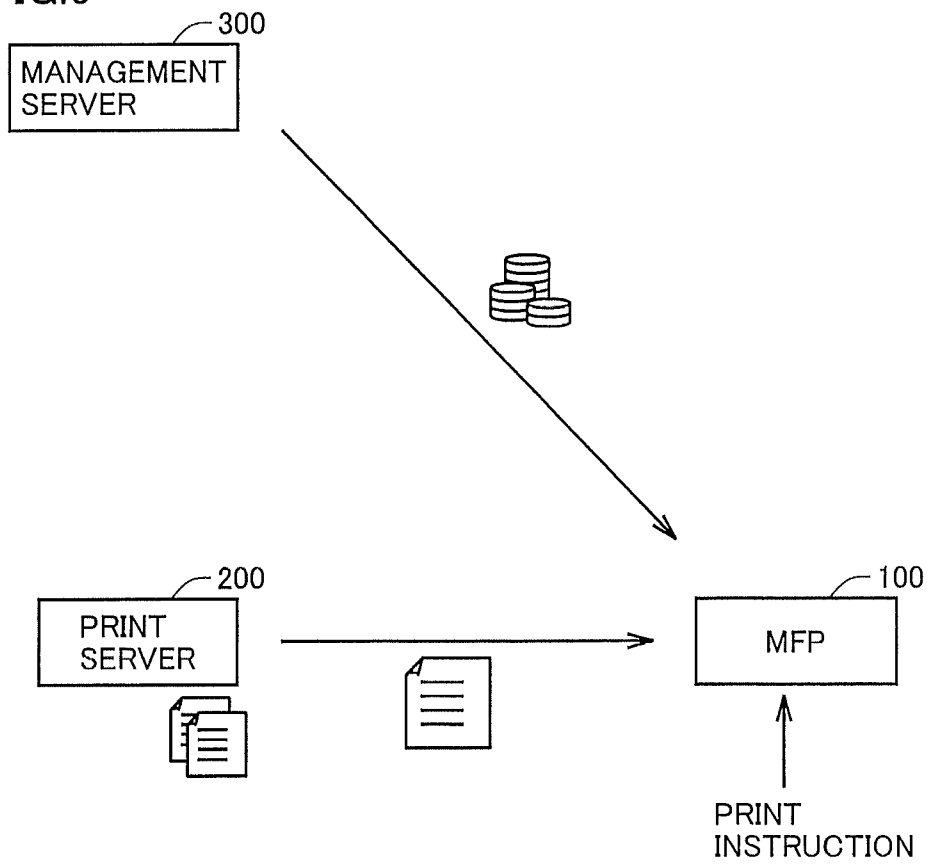 300
MANAGEMENT
SERVER
200
PRINT
SERVER
100
MFP
PRINT
INSTRUCTION